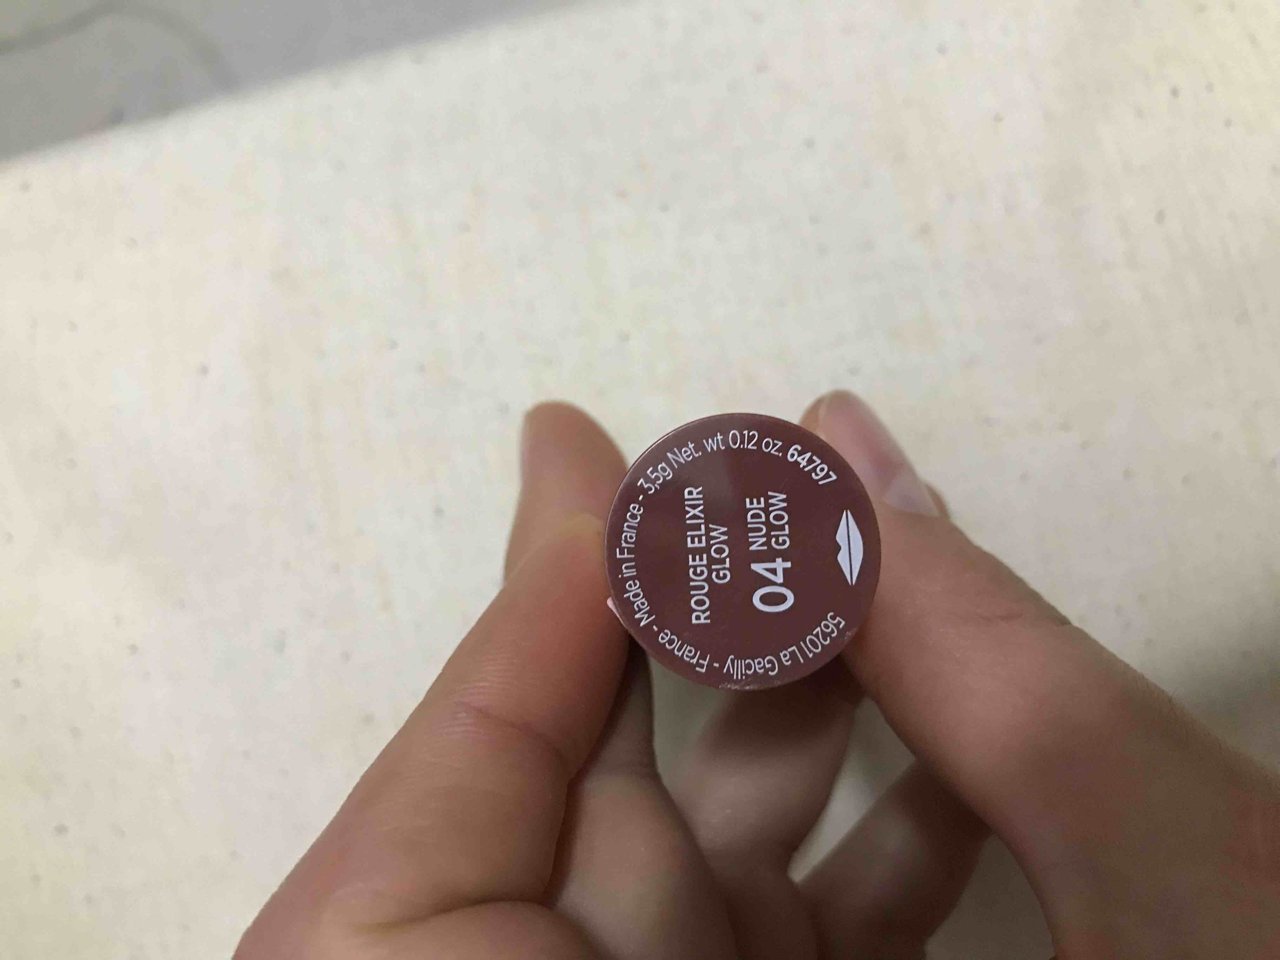 ROUGE ELIXIR
GLOW
04 NUDE
GLOW
56201 La Gacilly - France - Made in France - 3,5g Net. wt 0.12 oz. 64797